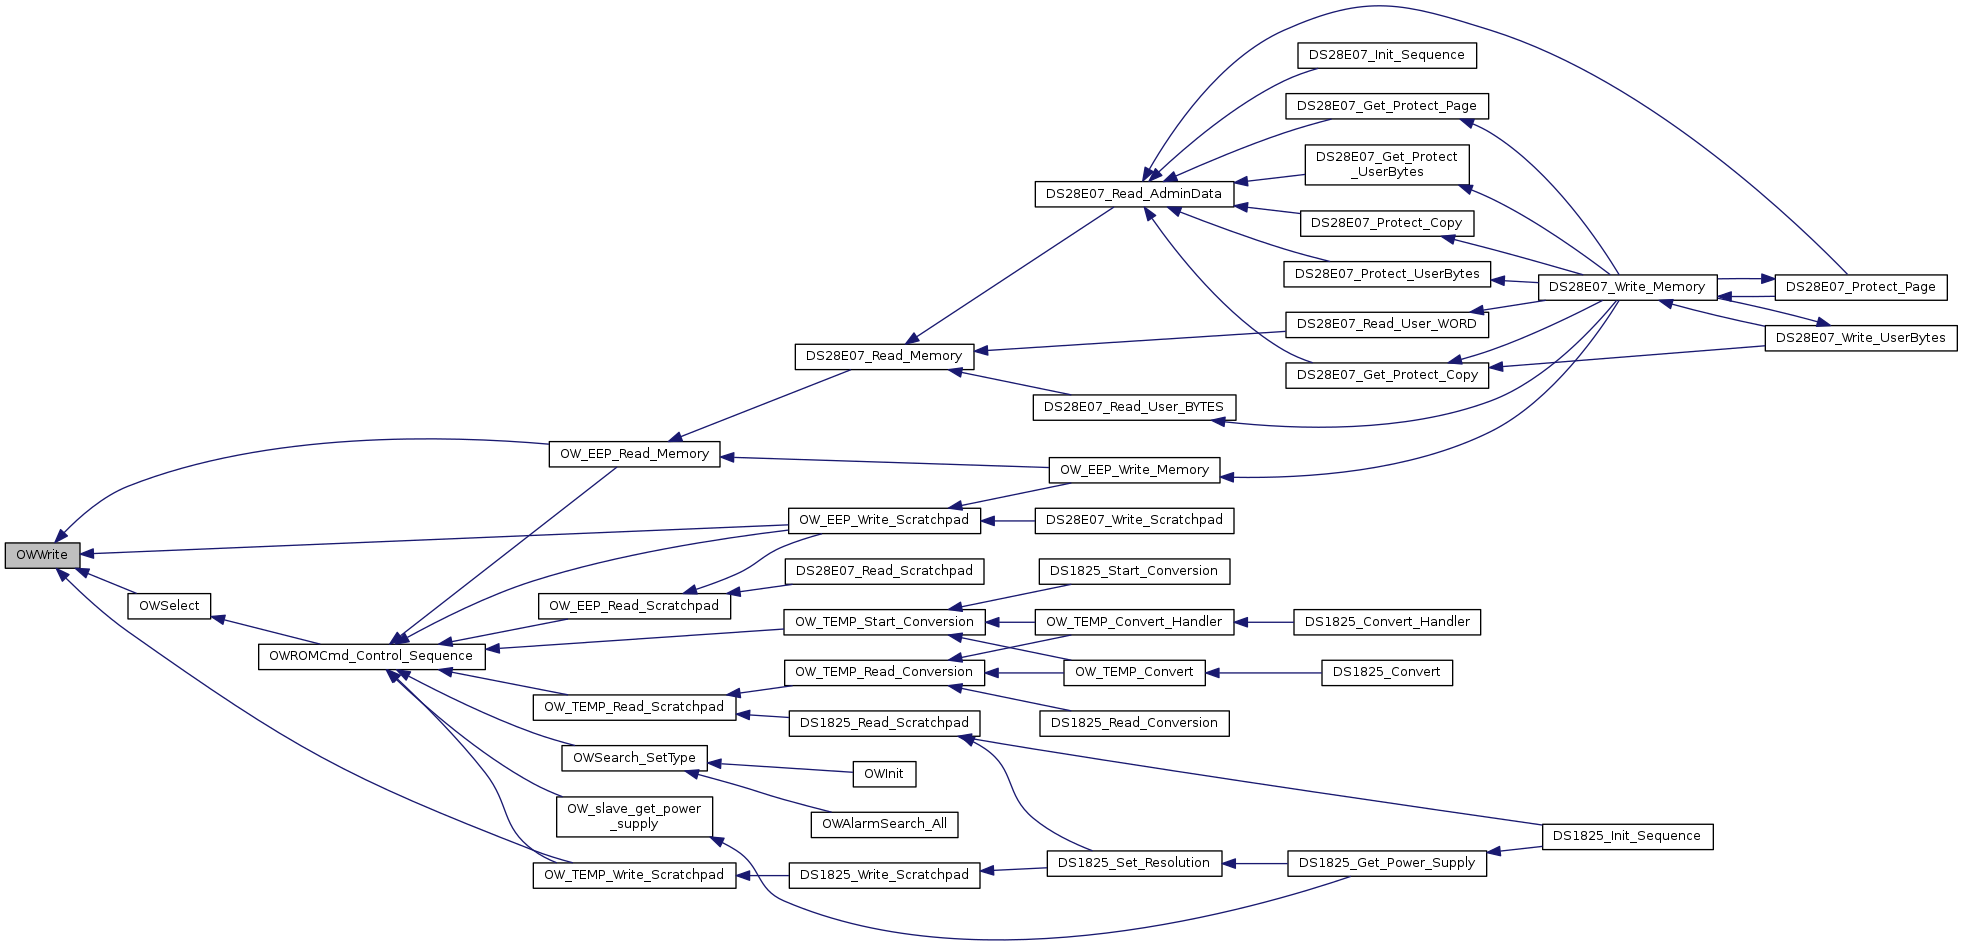 DS28E07_Init_Sequence
DS28E07_Get_Protect_Page
DS28E07_Get_Protect
_UserBytes
DS28E07_Read_AdminData
DS28E07_Protect_Copy
DS28E07_Protect_UserBytes
DS28E07_Write_Memory
DS28E07_Protect_Page
DS28E07_Read_User_WORD
DS28E07_Write_UserBytes
DS28E07_Read_Memory
DS28E07_Get_Protect_Copy
DS28E07_Read_User_BYTES
OW_EEP_Read_Memory
OW_EEP_Write_Memory
OW_EEP_Write_Scratchpad
DS28E07_Write_Scratchpad
OWWrite
DS28E07_Read_Scratchpad
DS1825_Start_Conversion
OWSelect
OW_EEP_Read_Scratchpad
OW_TEMP_Start_Conversion
OW_TEMP_Convert_Handler
DS1825_Convert_Handler
OWROMCmd_Control_Sequence
OW_TEMP_Read_Conversion
OW_TEMP_Convert
DS1825_Convert
OW_TEMP_Read_Scratchpad
DS1825_Read_Scratchpad
DS1825_Read_Conversion
OWSearch_SetType
OWInit
OW_slave_get_power
_supply
OWAlarmSearch_All
DS1825_Init_Sequence
DS1825_Set_Resolution
DS1825_Get_Power_Supply
OW_TEMP_Write_Scratchpad
DS1825_Write_Scratchpad